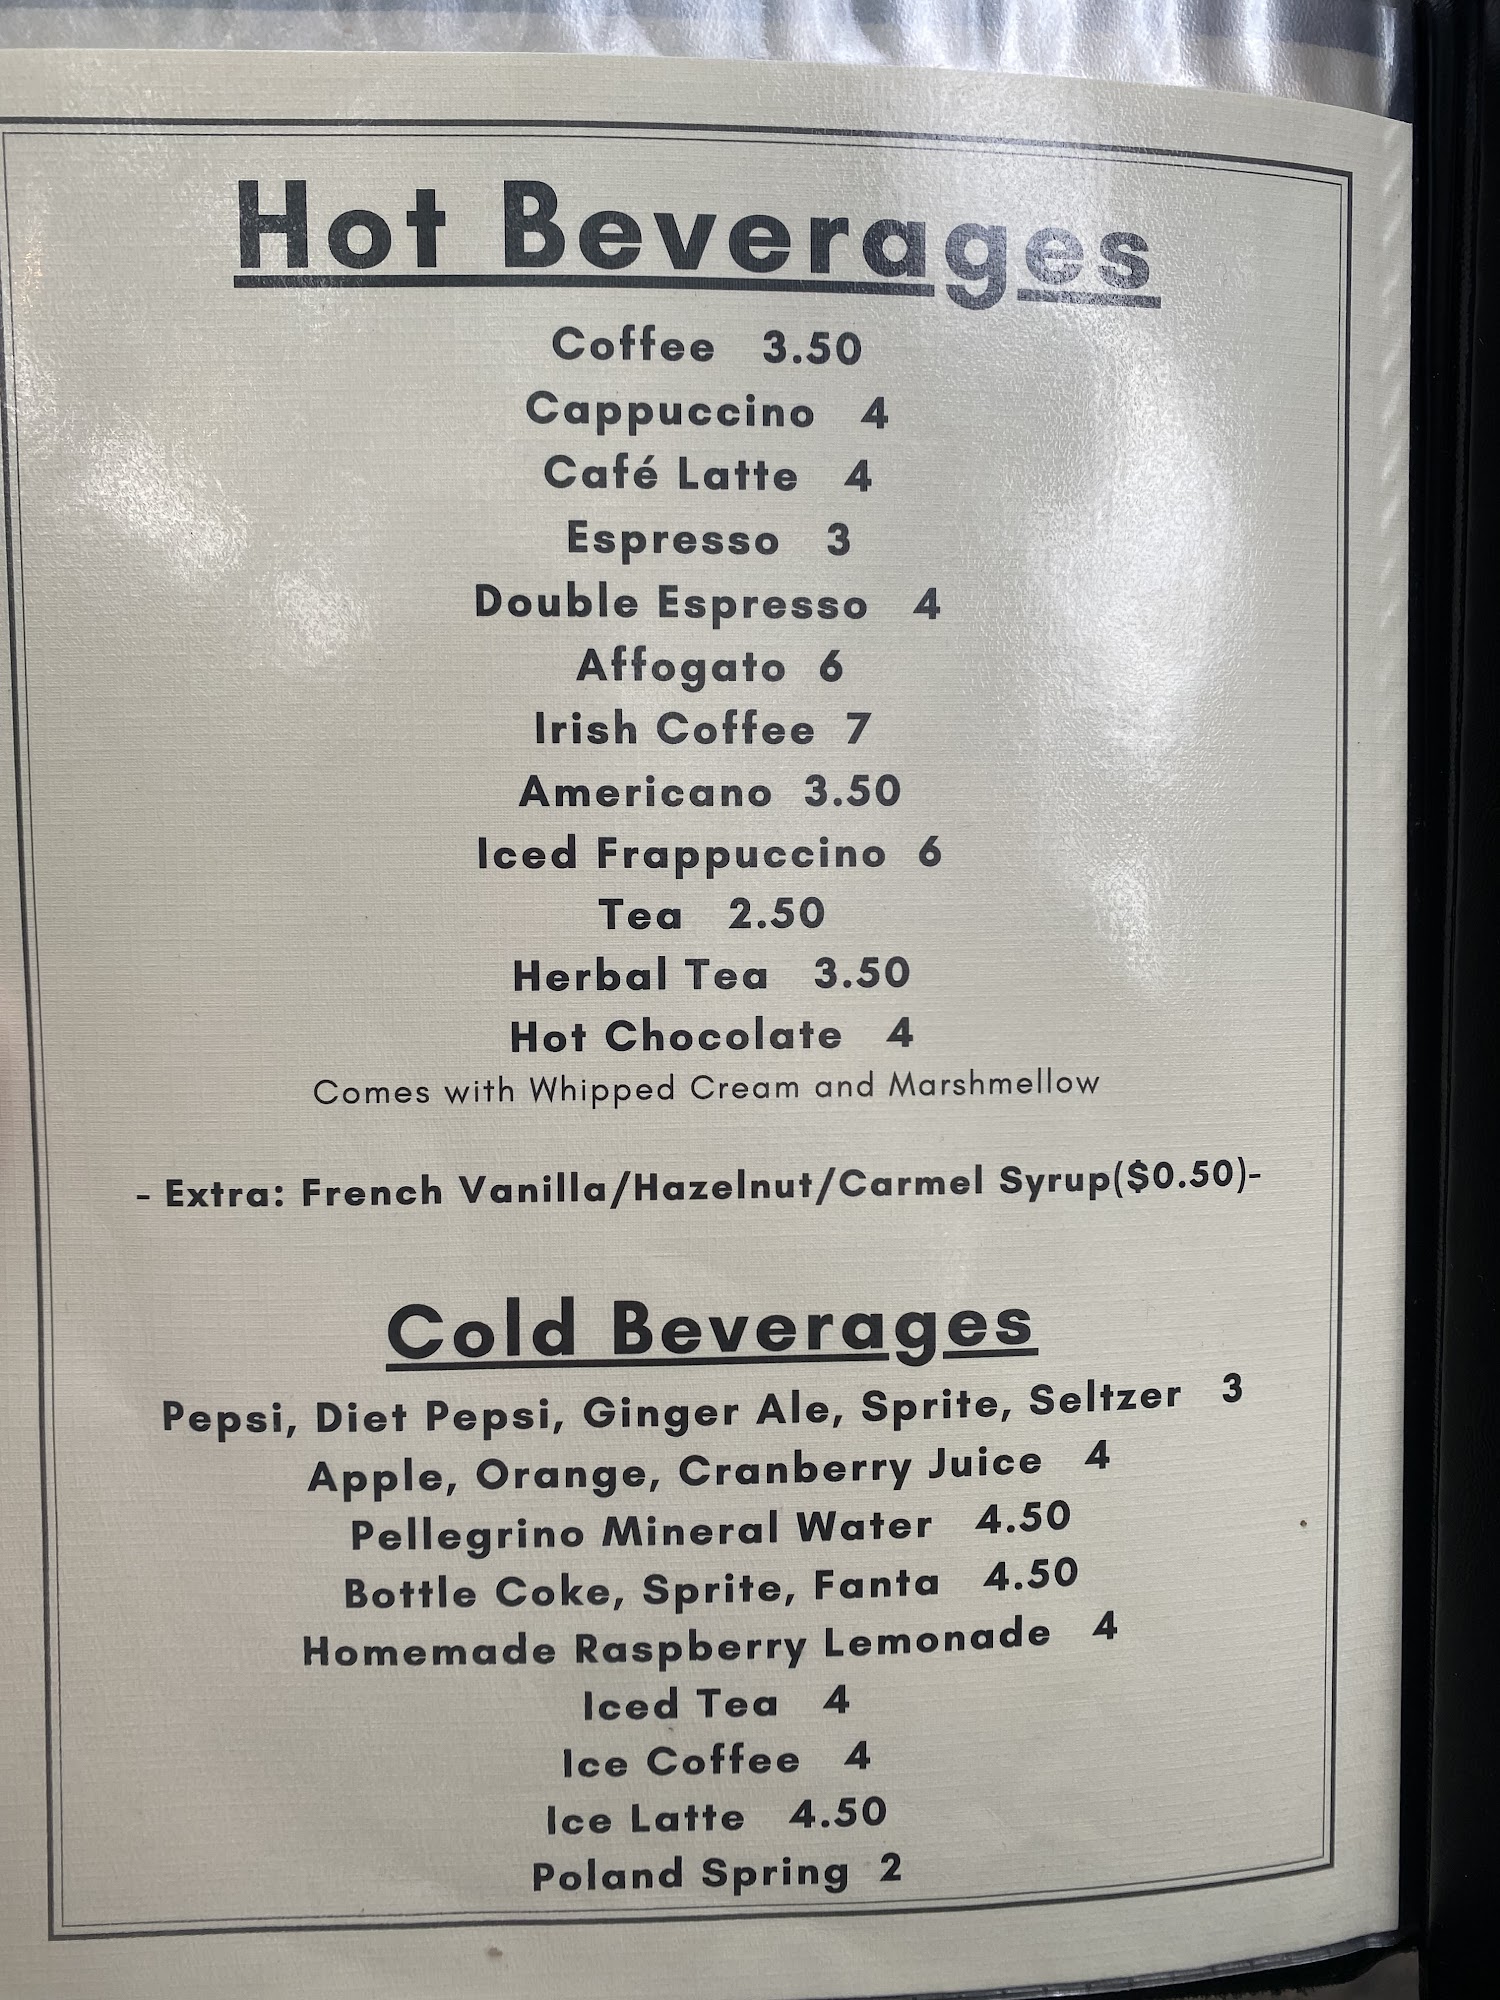 Hot Beverages
Coffee 3.50
Cappuccino 4
Café Latte 4
Espresso 3
Double Espresso 4
Affogato 6
Irish Coffee 7
Americano 3.50
Iced Frappuccino 6
Tea 2.50
Herbal Tea 3.50
Hot Chocolate 4
Comes with Whipped Cream and Marshmellow
- Extra: French Vanilla/Hazelnut/Carmel Syrup($0.50)-
Cold Beverages
Pepsi, Diet Pepsi, Ginger Ale, Sprite, Seltzer 3
Apple, Orange, Cranberry Juice 4
Pellegrino Mineral Water 4.50
Bottle Coke, Sprite, Fanta 4.50
Homemade Raspberry Lemonade 4
Iced Tea 4
Ice Coffee 4
Ice Latte 4.50
Poland Spring 2